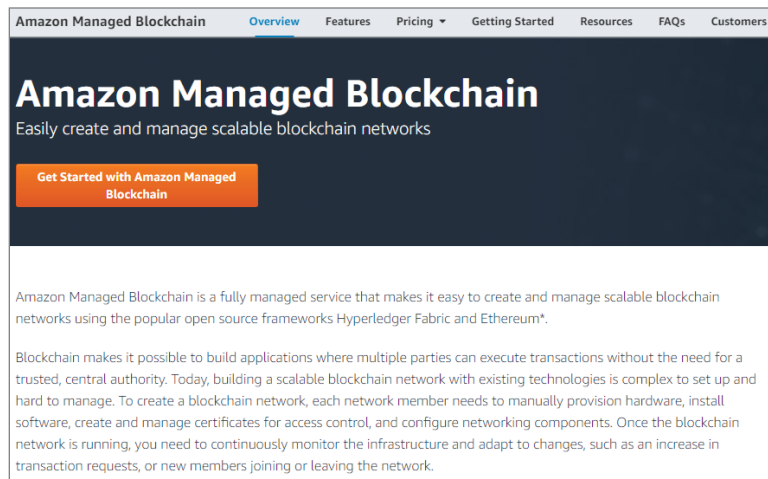 Amazon Managed Blockchain Overview Features Pricing Getting Started Resources FAQs Customers
Amazon Managed Blockchain
Easily create and manage scalable blockchain networks
Get Started with Amazon Managed
Blockchain
Amazon Managed Blockchain is a fully managed service that makes it easy to create and manage scalable blockchain
networks using the popular open source frameworks Hyperledger Fabric and Ethereum*.
Blockchain makes it possible to build applications where multiple parties can execute transactions without the need for a
trusted, central authority. Today, building a scalable blockchain network with existing technologies is complex to set up and
hard to manage. To create a blockchain network, each network member needs to manually provision hardware, install
software, create and manage certificates for access control, and configure networking components. Once the blockchain
network is running, you need to continuously monitor the infrastructure and adapt to changes, such as an increase in
transaction requests, or new members joining or leaving the network.